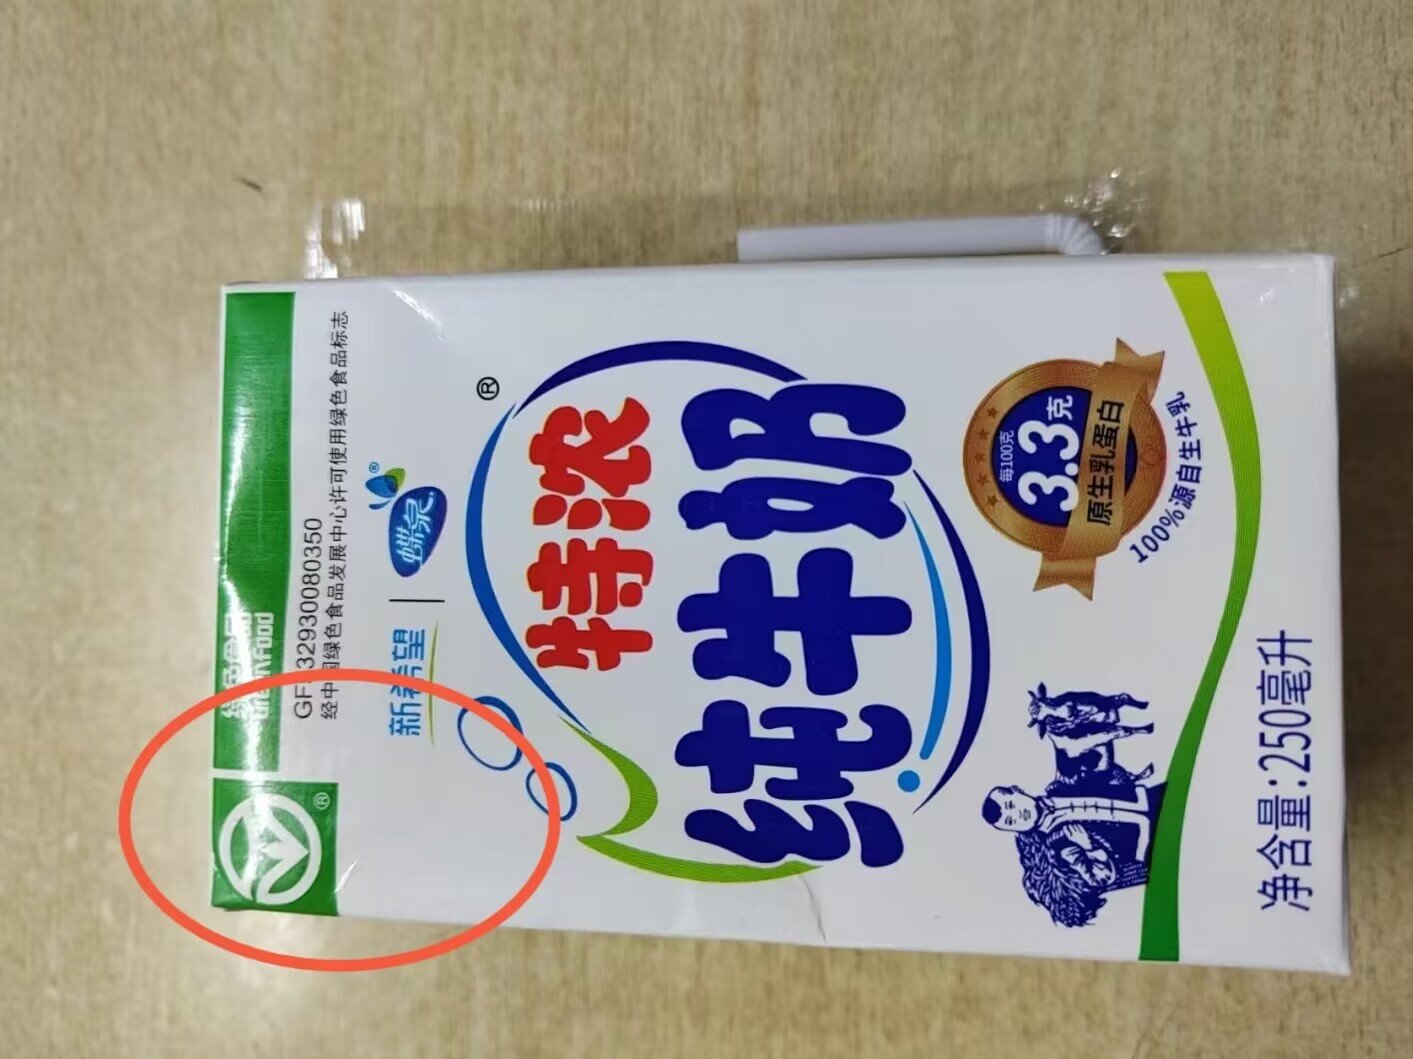 绿色食品
Green Food
®
GF532930080350
经中国绿色食品发展中心许可使用绿色食品标志
新希望
蝶泉
®
®
特浓
纯牛奶
每100克
3.3克
原生乳蛋白
100%源自生牛乳
净含量:250毫升